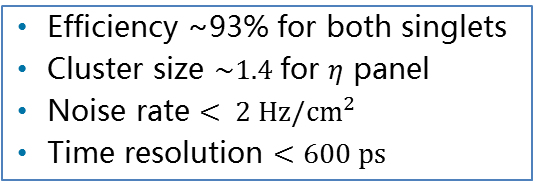 • Efficiency ~93% for both singlets
• Cluster size ~1.4 for η panel
• Noise rate < 2 Hz/cm²
• Time resolution < 600 ps